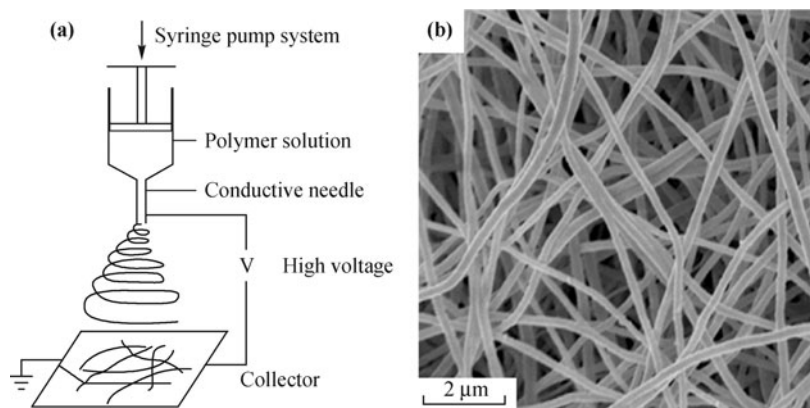 (a)
Syringe pump system
Polymer solution
Conductive needle
V
High voltage
Collector
(b)
2 μm